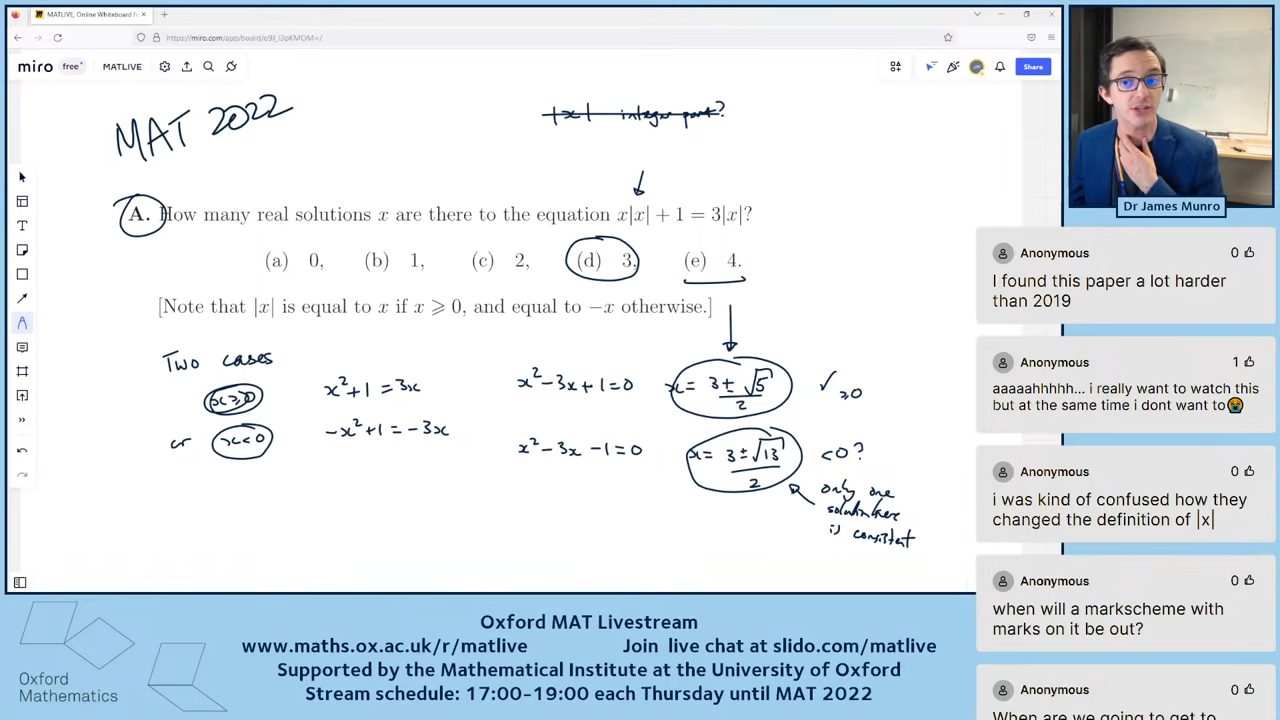 MATLIVE, Online Whiteboard for
https://miro.com/app/board/o9J_l3pKMOM=/
miro
free
MATLIVE
Share
MAT 2022
|x| integer part?
A. How many real solutions x are there to the equation x|x| + 1 = 3|x|?
(a) 0, (b) 1, (c) 2, (d) 3, (e) 4.
[Note that |x| is equal to x if x ⩾ 0, and equal to −x otherwise.]
Two cases
x≥0
x²+1 = 3x
x²−3x+1=0
x= 3±√5/2
✓ ≥0
or x<0
−x²+1 = −3x
x²−3x−1=0
x= 3±√13/2
<0?
only one
solution here
is consistent
Dr James Munro
Anonymous
0
I found this paper a lot harder
than 2019
Anonymous
1
aaaaahhhhh... i really want to watch this
but at the same time i dont want to😭
Anonymous
0
i was kind of confused how they
changed the definition of |x|
Anonymous
0
when will a markscheme with
marks on it be out?
Anonymous
0
When are we going to get to
Oxford MAT Livestream
www.maths.ox.ac.uk/r/matlive Join live chat at slido.com/matlive
Supported by the Mathematical Institute at the University of Oxford
Stream schedule: 17:00-19:00 each Thursday until MAT 2022
Oxford
Mathematics